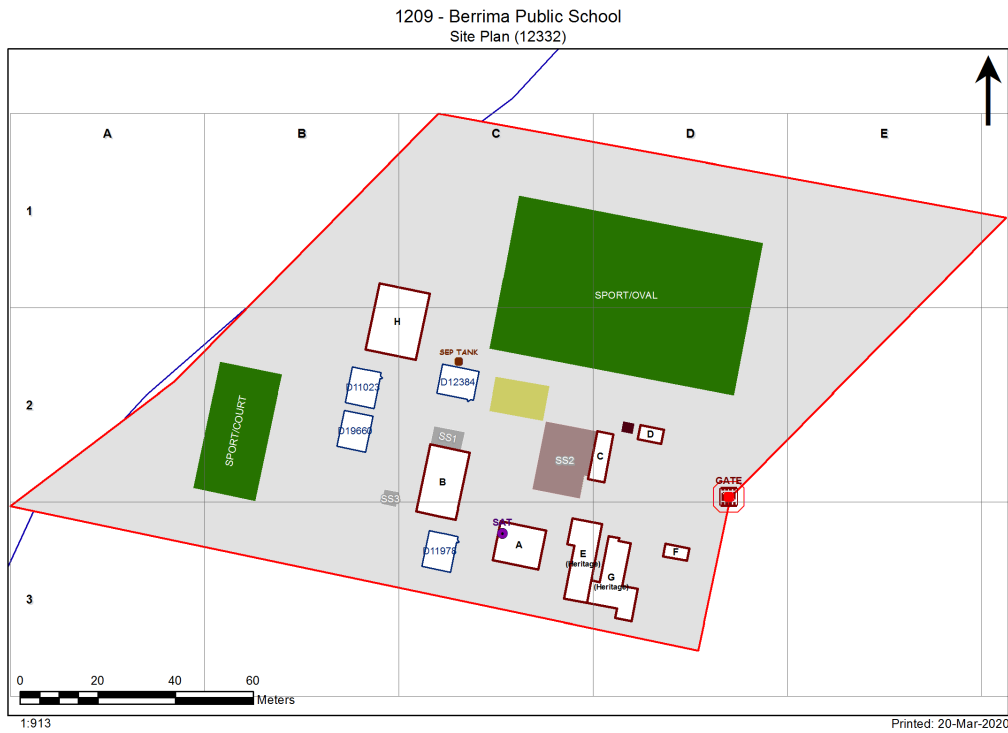 1209 - Berrima Public School
Site Plan (12332)
A B C D E
1
SPORT/OVAL
H
SEP TANK
D11023
D12384
2
SPORT/COURT
D19660
SS1
D
C
SS2
B
GATE
SS3
SAT
A
D11978
E
(Heritage)
F
G
(Heritage)
3
0 20 40 60
Meters
1:913
Printed: 20-Mar-2020